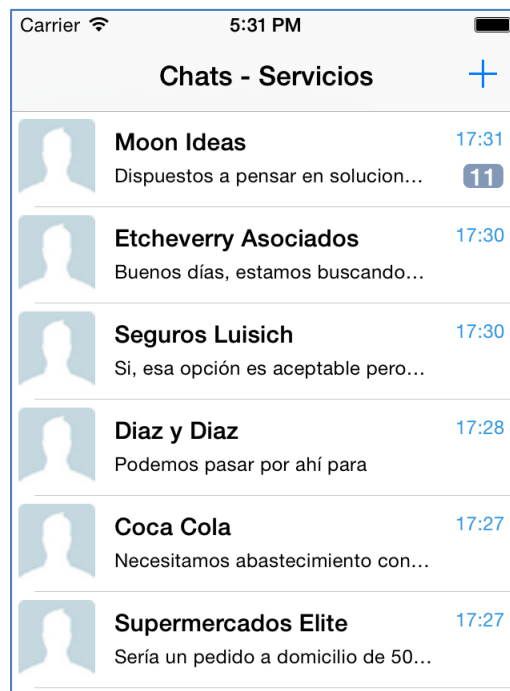 Carrier 5:31 PM
Chats - Servicios
Moon Ideas 17:31
Dispuestos a pensar en solucion... 11
Etcheverry Asociados 17:30
Buenos días, estamos buscando...
Seguros Luisich 17:30
Si, esa opción es aceptable pero...
Diaz y Diaz 17:28
Podemos pasar por ahí para
Coca Cola 17:27
Necesitamos abastecimiento con...
Supermercados Elite 17:27
Sería un pedido a domicilio de 50...